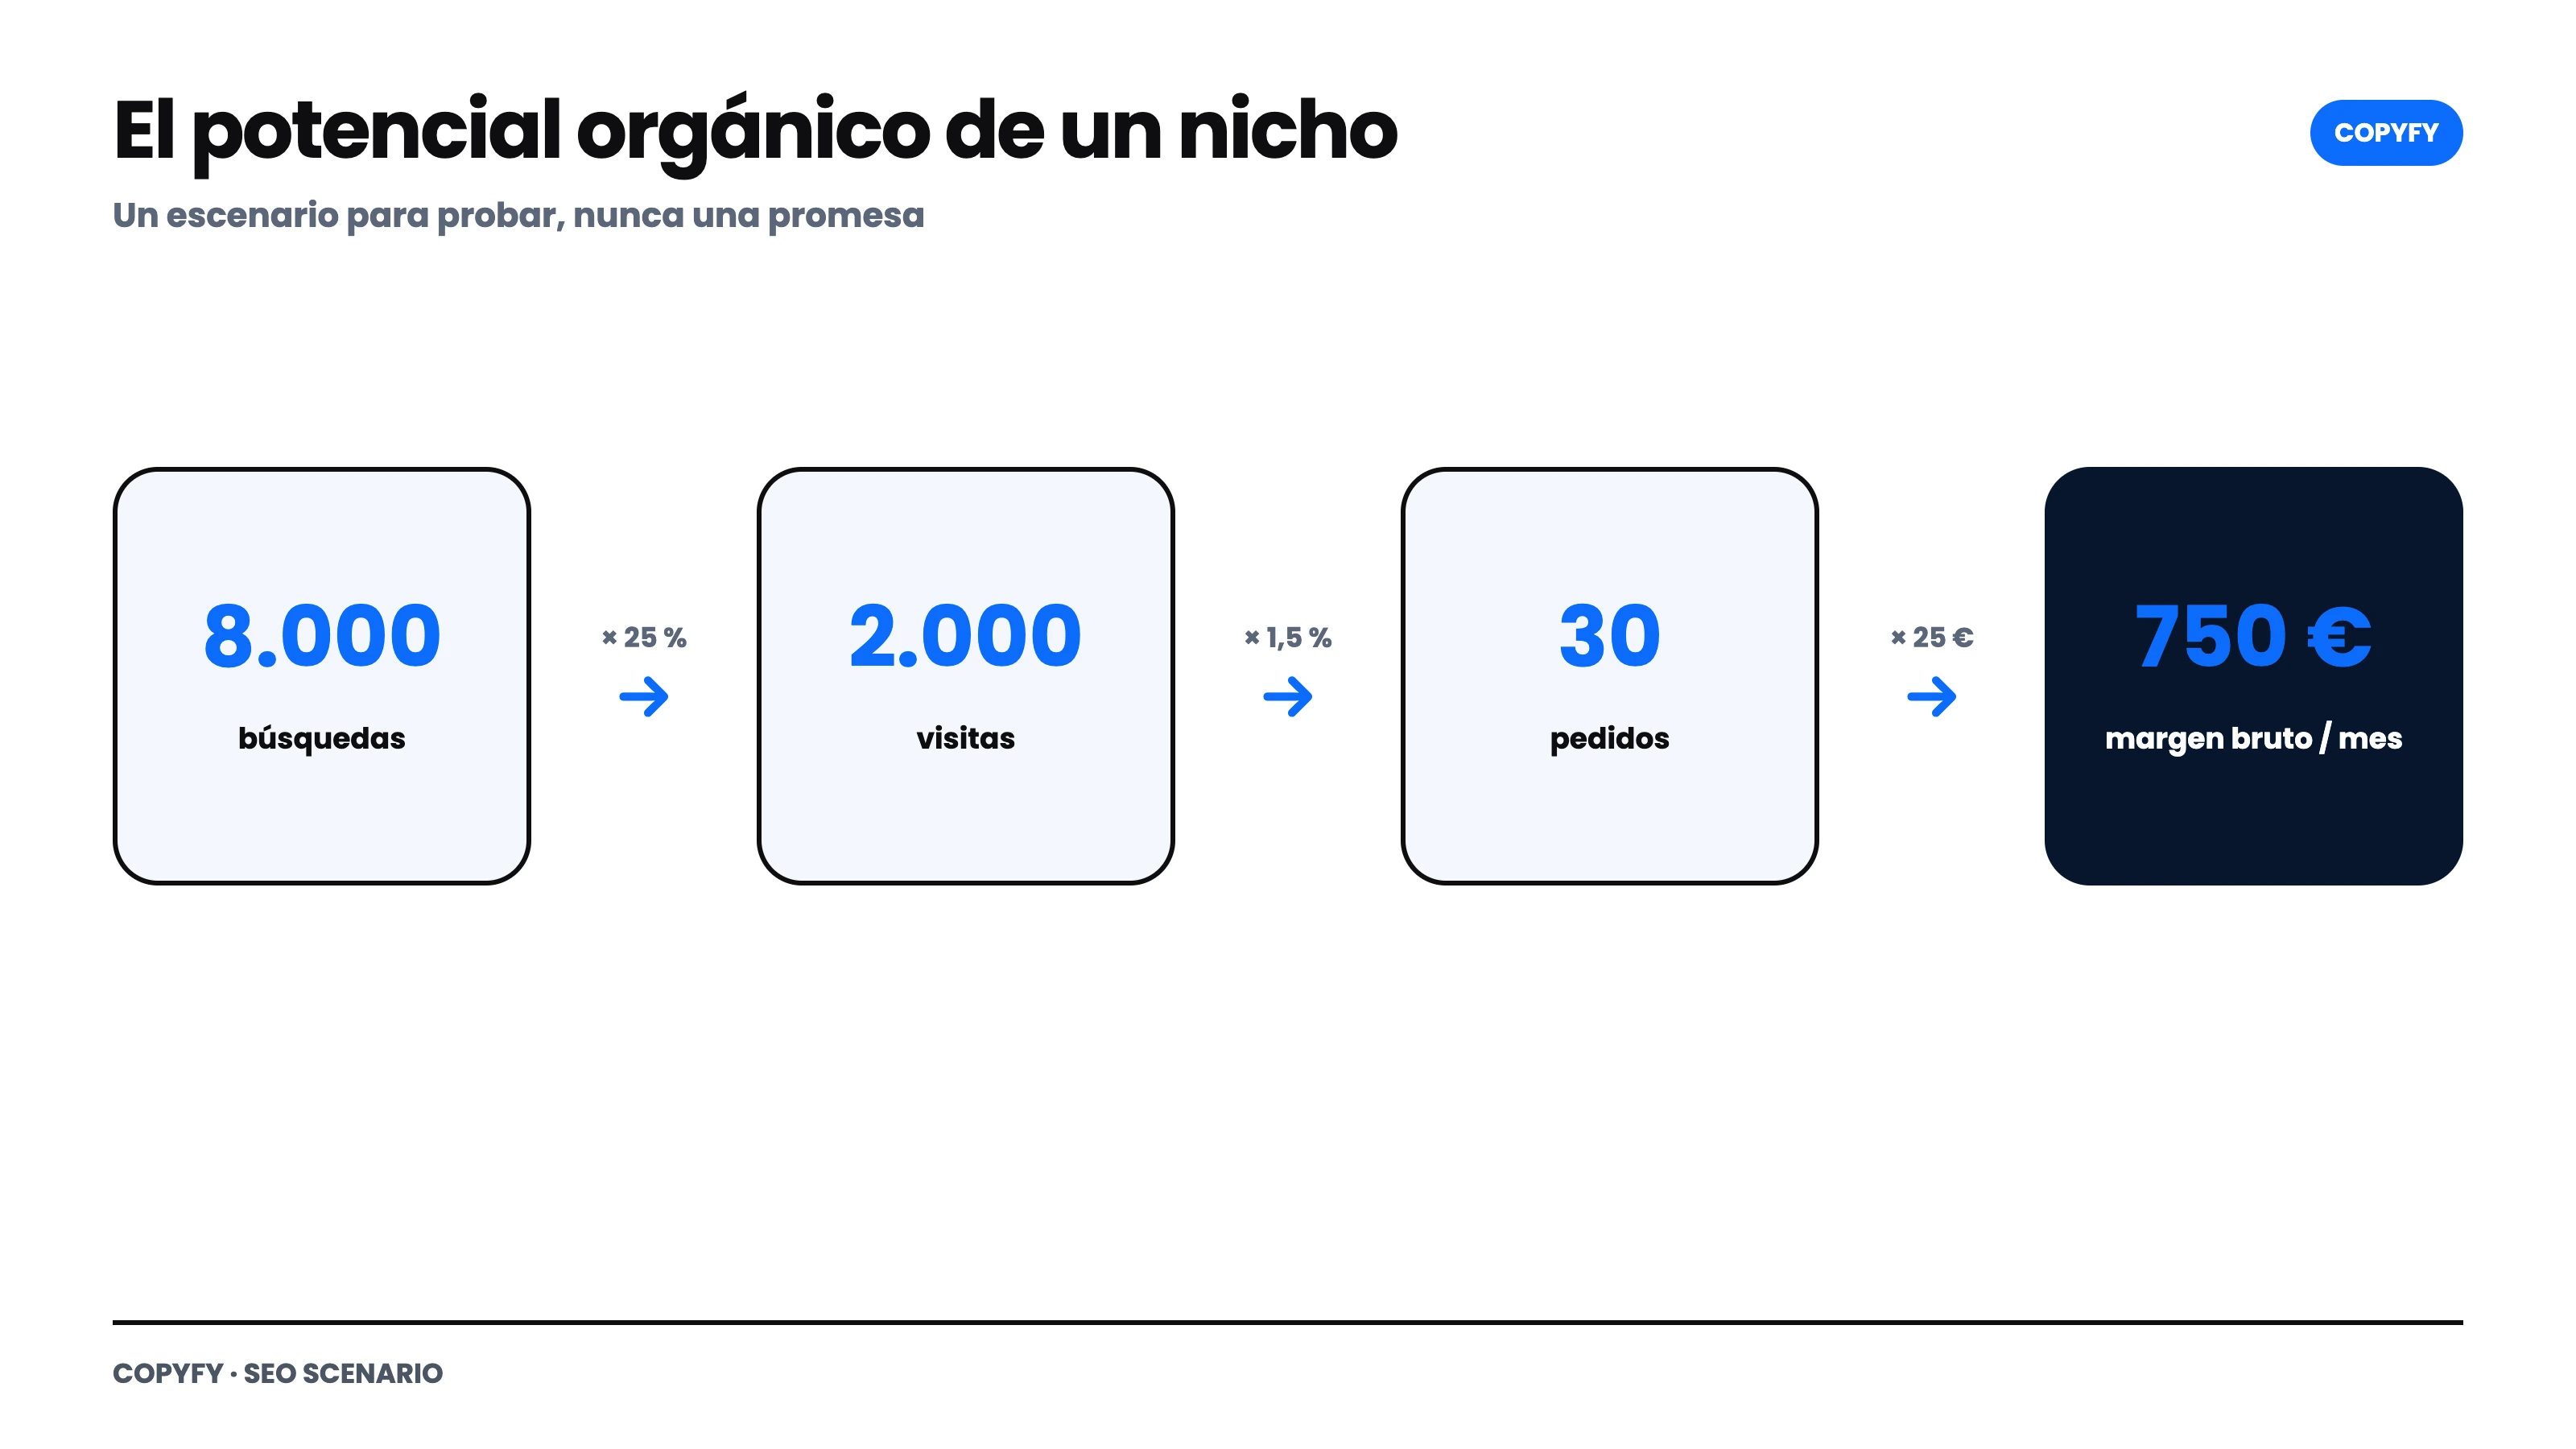 El potencial orgánico de un nicho
COPYFY
Un escenario para probar, nunca una promesa
8.000
búsquedas
× 25 %
→
2.000
visitas
× 1,5 %
→
30
pedidos
× 25 €
→
750 €
margen bruto / mes
COPYFY · SEO SCENARIO